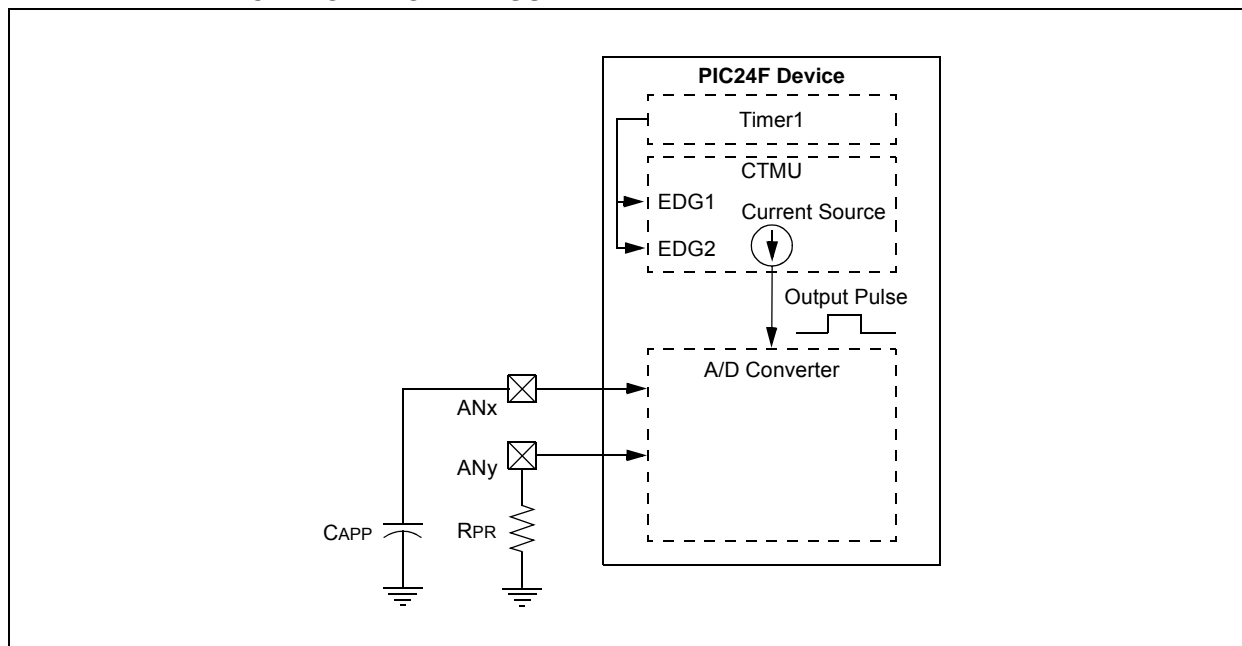 PIC24F Device
Timer1
CTMU
EDG1
Current Source
EDG2
Output Pulse
A/D Converter
ANx
ANy
CAPP
RPR